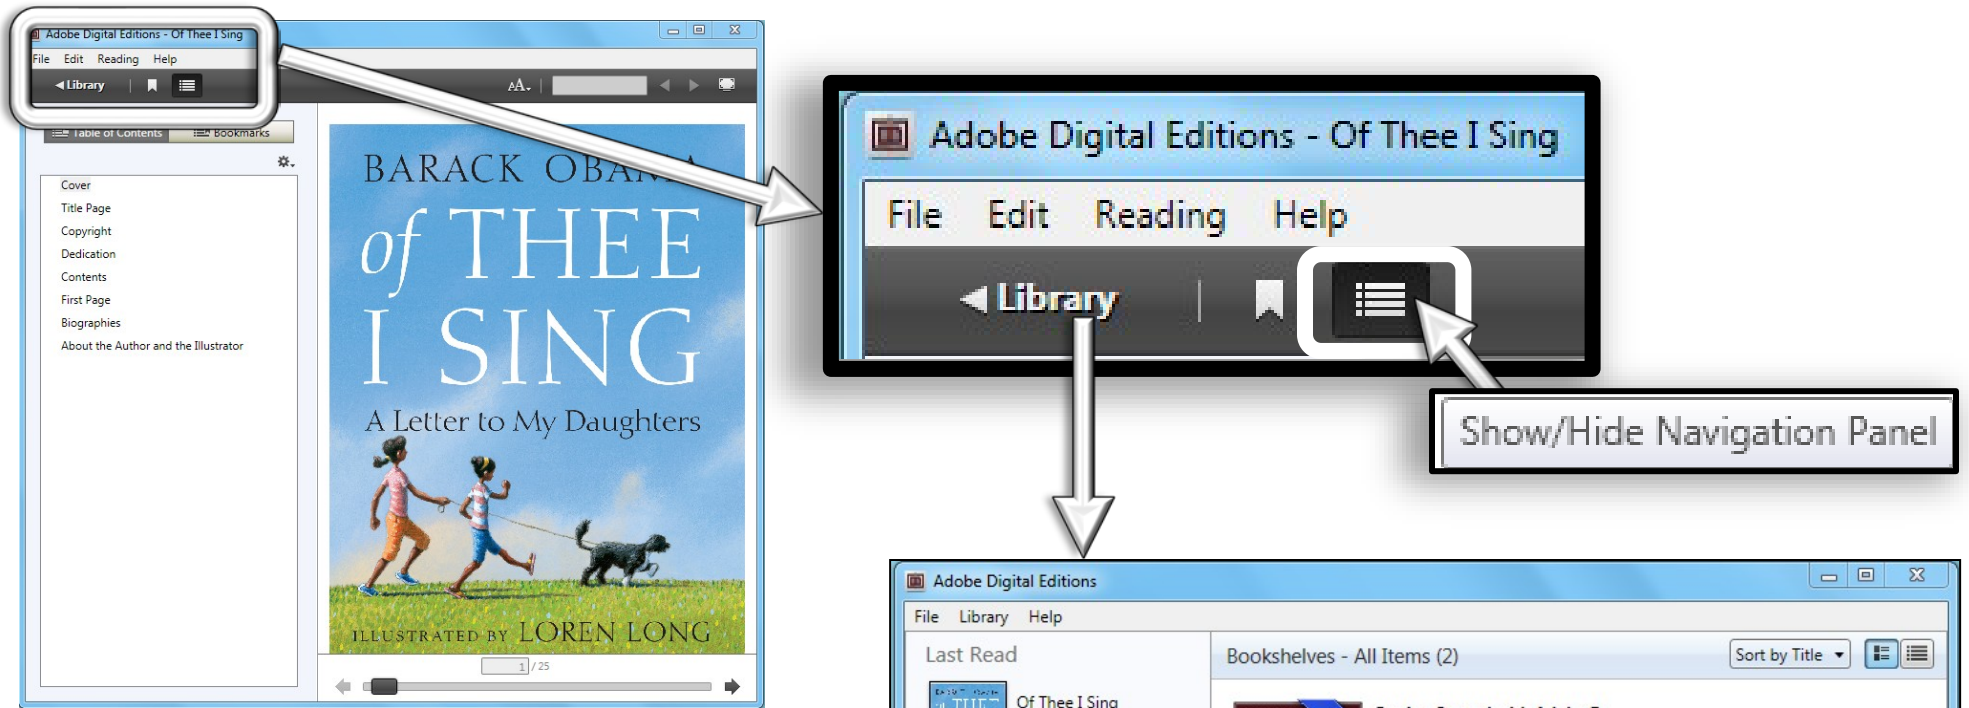 Adobe Digital Editions - Of Thee I Sing
File Edit Reading Help
Library
AA
Table of Contents Bookmarks
Cover
Title Page
Copyright
Dedication
Contents
First Page
Biographies
About the Author and the Illustrator
BARACK OBAMA
of THEE
I SING
A Letter to My Daughters
ILLUSTRATED BY LOREN LONG
1 / 25
Adobe Digital Editions - Of Thee I Sing
File Edit Reading Help
Library
Show/Hide Navigation Panel
Adobe Digital Editions
File Library Help
Last Read
Bookshelves - All Items (2)
Sort by Title
Of Thee I Sing